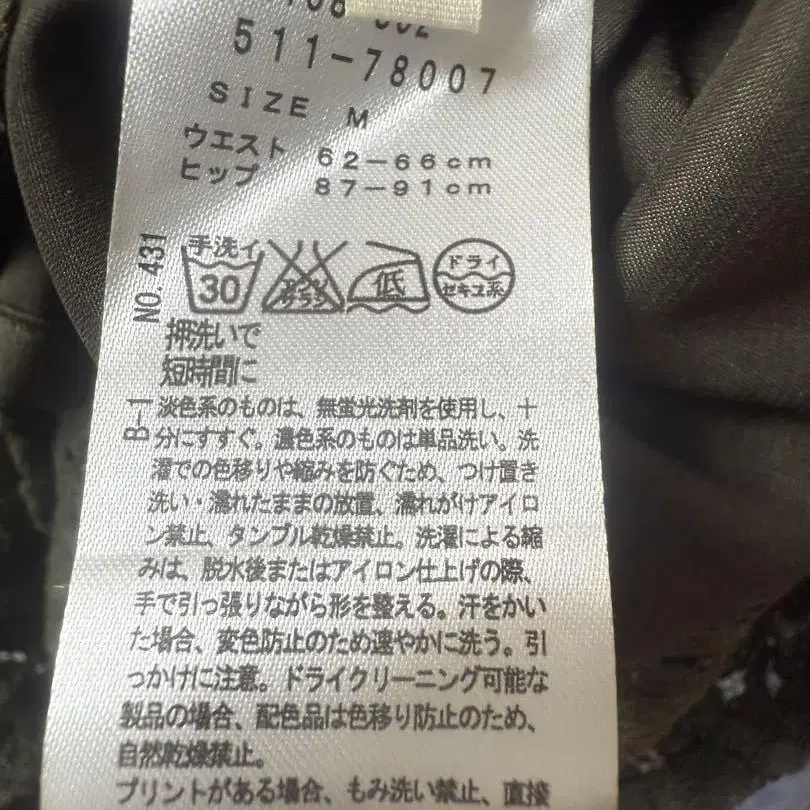 511-78007
SIZE M
ウエスト 62-66cm
ヒップ 87-91cm
NO.431
手洗イ
30
低
ドライ
セキユ系
押洗いで
短時間に
B-1
淡色系のものは、無蛍光洗剤を使用し、十
分にすすぐ。濃色系のものは単品洗い。洗
濯での色移りや縮みを防ぐため、つけ置き
洗い・濡れたままの放置、濡れがけアイロ
ン禁止、タンブル乾燥禁止。洗濯による縮
みは、脱水後またはアイロン仕上げの際、
手で引っ張りながら形を整える。汗をかい
た場合、変色防止のため速やかに洗う。引
っかけに注意。ドライクリーニング可能な
製品の場合、配色品は色移り防止のため、
自然乾燥禁止。
プリントがある場合、もみ洗い禁止、直接